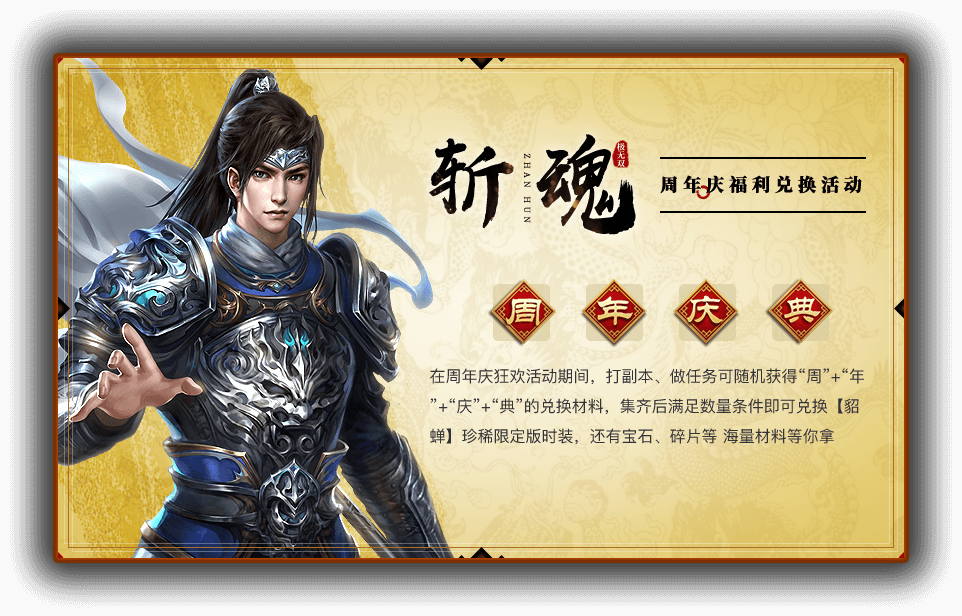 斩魂
ZHAN HUN
极无双
周年庆福利兑换活动
周 年 庆 典
在周年庆狂欢活动期间，打副本、做任务可随机获得“周”+“年
”+“庆”+“典”的兑换材料，集齐后满足数量条件即可兑换【貂
蝉】珍稀限定版时装，还有宝石、碎片等 海量材料等你拿